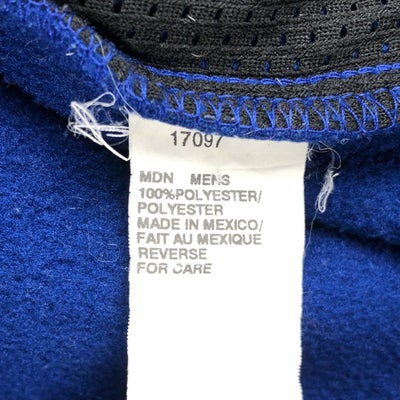 17097
MDN MENS
100%POLYESTER/
POLYESTER
MADE IN MEXICO/
FAIT AU MEXIQUE
REVERSE
FOR CARE